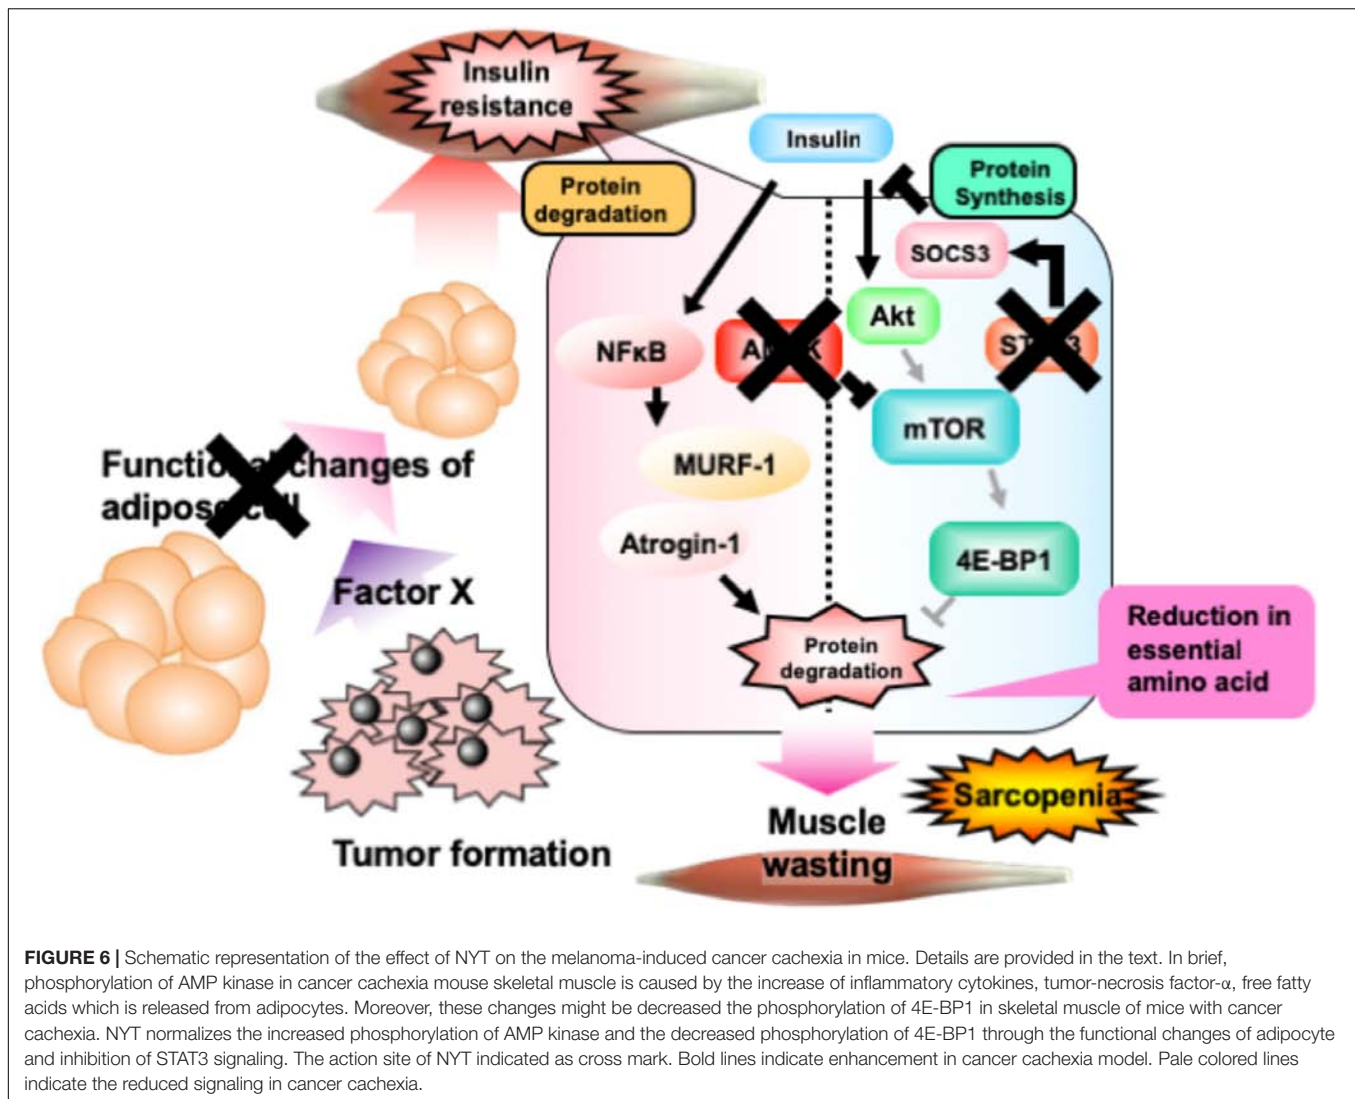 Insulin
resistance
Insulin
Protein
degradation
Protein
Synthesis
SOCS3
Akt
NFκB
mTOR
MURF-1
Functional changes of
adipose cell
Atrogin-1
4E-BP1
Factor X
Protein
degradation
Reduction in
essential
amino acid
Sarcopenia
Muscle
wasting
Tumor formation
FIGURE 6 | Schematic representation of the effect of NYT on the melanoma-induced cancer cachexia in mice. Details are provided in the text. In brief,
phosphorylation of AMP kinase in cancer cachexia mouse skeletal muscle is caused by the increase of inflammatory cytokines, tumor-necrosis factor-α, free fatty
acids which is released from adipocytes. Moreover, these changes might be decreased the phosphorylation of 4E-BP1 in skeletal muscle of mice with cancer
cachexia. NYT normalizes the increased phosphorylation of AMP kinase and the decreased phosphorylation of 4E-BP1 through the functional changes of adipocyte
and inhibition of STAT3 signaling. The action site of NYT indicated as cross mark. Bold lines indicate enhancement in cancer cachexia model. Pale colored lines
indicate the reduced signaling in cancer cachexia.